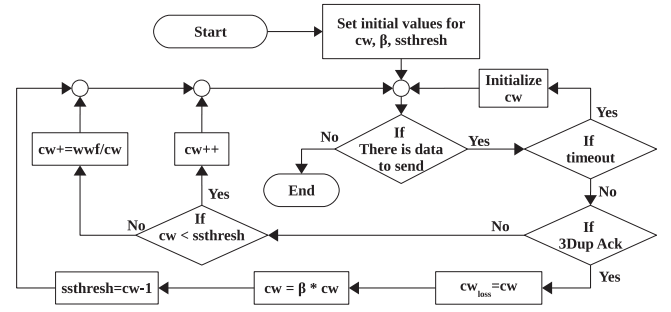 Start
Set initial values for
cw, β, ssthresh
Initialize
cw
Yes
If
There is data
to send
No
Yes
If
timeout
End
No
cw+=wwf/cw
cw++
Yes
If
cw < ssthresh
No
No
If
3Dup Ack
Yes
ssthresh=cw-1
cw = β * cw
cwloss=cw